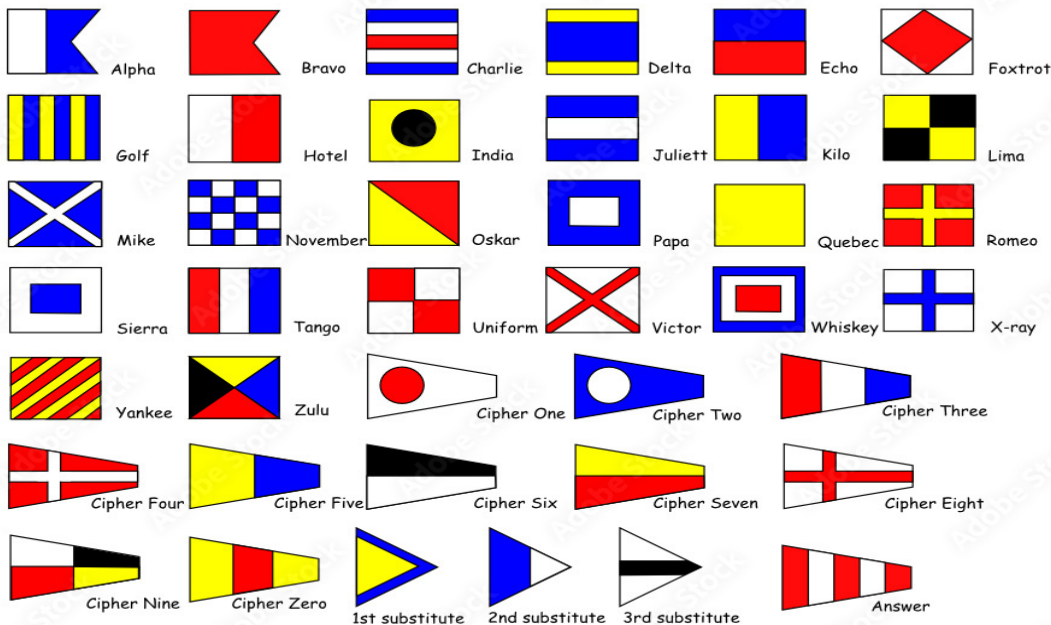 Alpha Bravo Charlie Delta Echo Foxtrot
Golf Hotel India Juliett Kilo Lima
Mike November Oskar Papa Quebec Romeo
Sierra Tango Uniform Victor Whiskey X-ray
Yankee Zulu Cipher One Cipher Two Cipher Three
Cipher Four Cipher Five Cipher Six Cipher Seven Cipher Eight
Cipher Nine Cipher Zero 1st substitute 2nd substitute 3rd substitute Answer